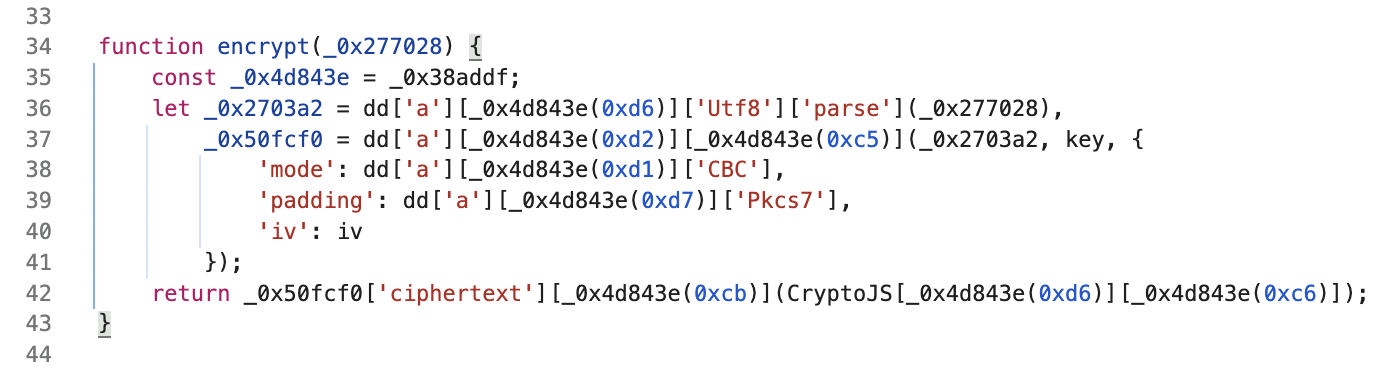 33
34 function encrypt(_0x277028) {
35     const _0x4d843e = _0x38addf;
36     let _0x2703a2 = dd['a'][_0x4d843e(0xd6)]['Utf8']['parse'](_0x277028),
37         _0x50fcf0 = dd['a'][_0x4d843e(0xd2)][_0x4d843e(0xc5)](_0x2703a2, key, {
38             'mode': dd['a'][_0x4d843e(0xd1)]['CBC'],
39             'padding': dd['a'][_0x4d843e(0xd7)]['Pkcs7'],
40             'iv': iv
41         });
42     return _0x50fcf0['ciphertext'][_0x4d843e(0xcb)](CryptoJS[_0x4d843e(0xd6)][_0x4d843e(0xc6)]);
43 }
44